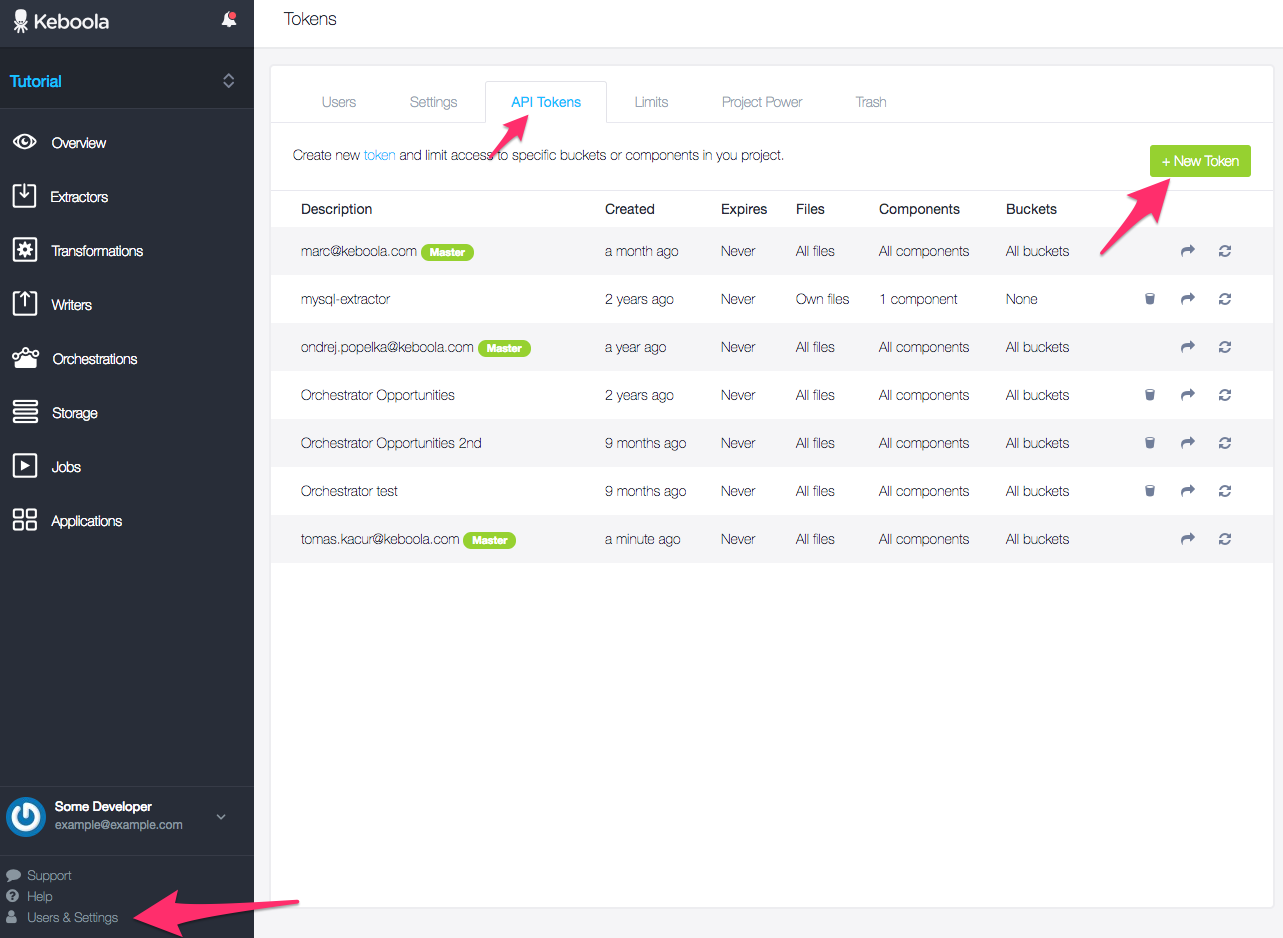 Keboola
Tokens
Tutorial
Overview
Extractors
Transformations
Writers
Orchestrations
Storage
Jobs
Applications
Some Developer
example@example.com
Support
Help
Users & Settings
Users Settings API Tokens Limits Project Power Trash
Create new token and limit access to specific buckets or components in you project.
+ New Token
Description Created Expires Files Components Buckets
marc@keboola.com Master a month ago Never All files All components All buckets
mysql-extractor 2 years ago Never Own files 1 component None
ondrej.popelka@keboola.com Master a year ago Never All files All components All buckets
Orchestrator Opportunities 2 years ago Never All files All components All buckets
Orchestrator Opportunities 2nd 9 months ago Never All files All components All buckets
Orchestrator test 9 months ago Never All files All components All buckets
tomas.kacur@keboola.com Master a minute ago Never All files All components All buckets